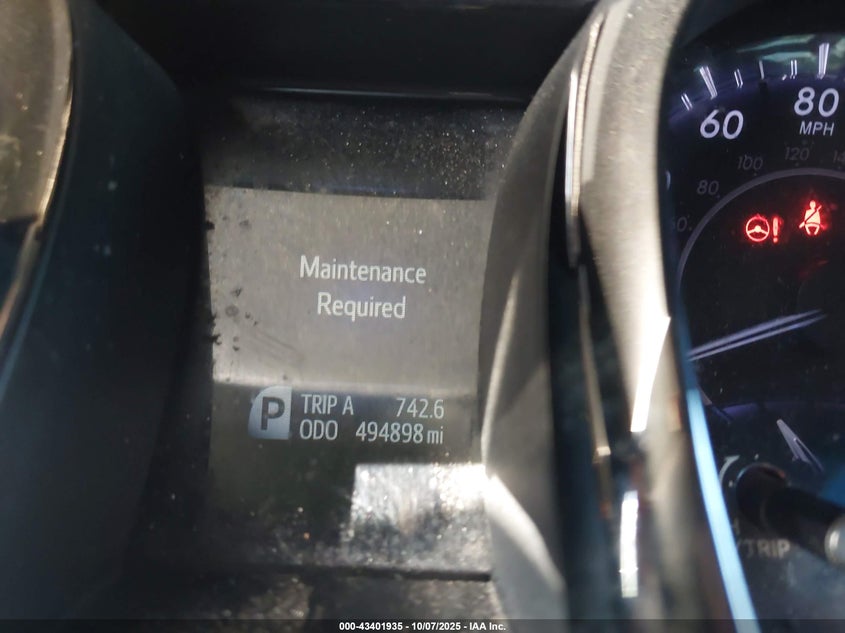 Maintenance
Required
P TRIP A 742.6
ODO 494898 mi
60
80
MPH
80
100
120
TRIP
000-43401935 - 10/07/2025 - IAA Inc.